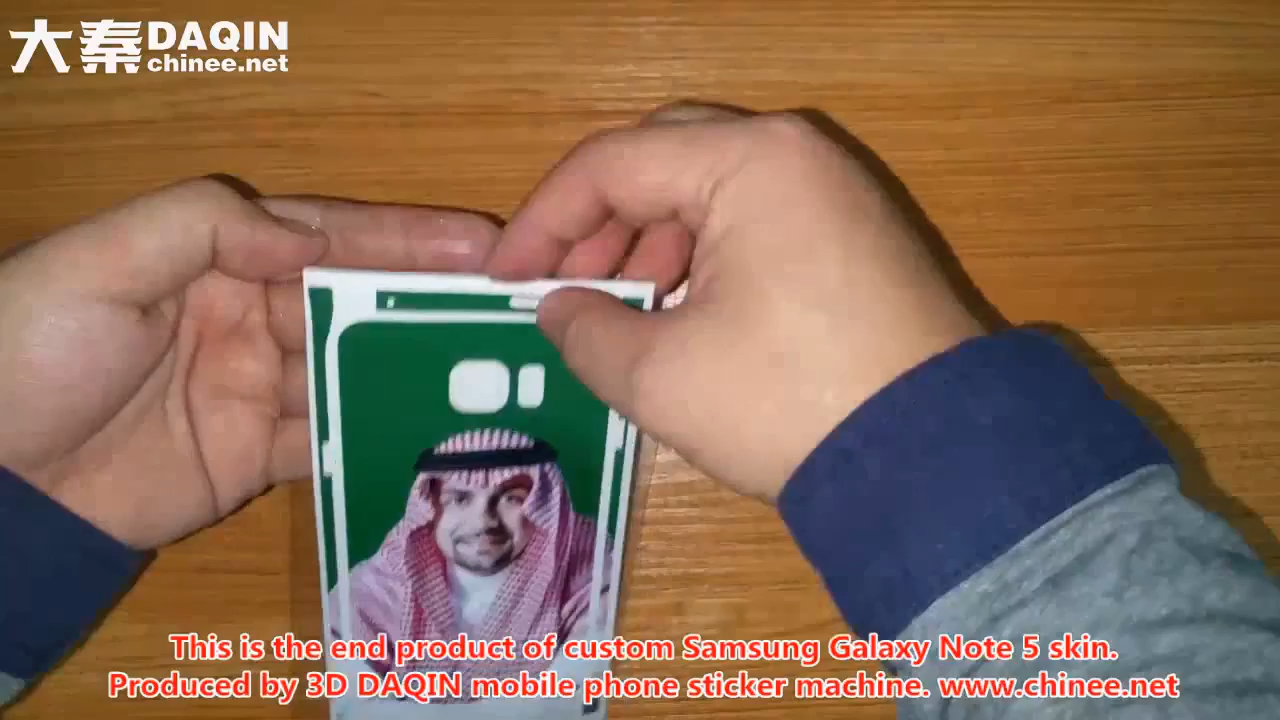 大秦 DAQIN
chinee.net
This is the end product of custom Samsung Galaxy Note 5 skin.
Produced by 3D DAQIN mobile phone sticker machine. www.chinee.net